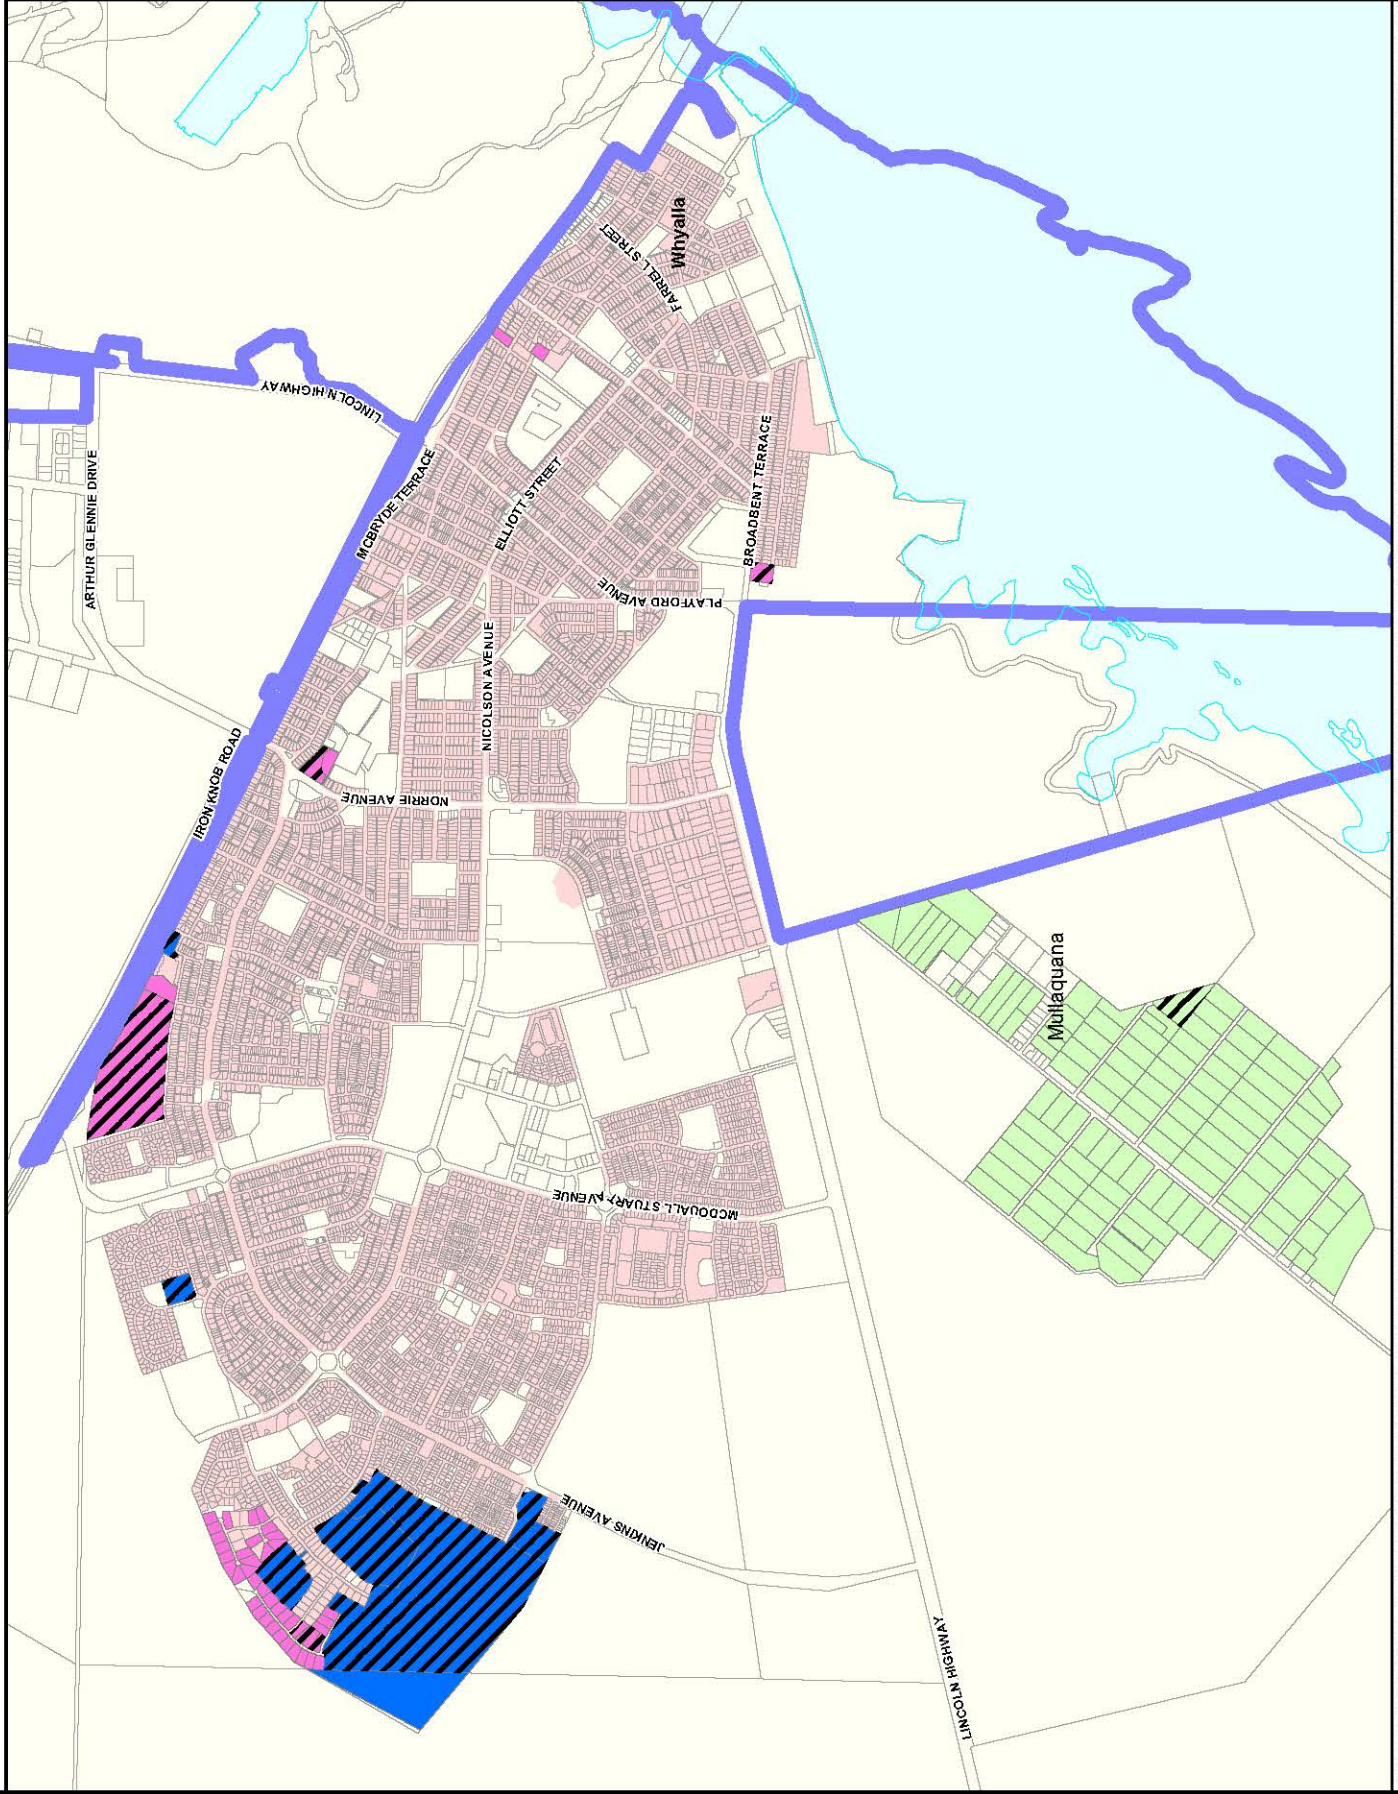 LINCOLN HIGHWAY
ARTHUR GLENNIE DRIVE
FARRELL STREET
Whyalla
MCBRYDE TERRACE
ELLIOTT STREET
BROADBENT TERRACE
PLAYFORD AVENUE
NICOLSON AVENUE
IRON KNOB ROAD
NORRIE AVENUE
Mullaquana
MCDOUALL STUART AVENUE
JENKINS AVENUE
LINCOLN HIGHWAY